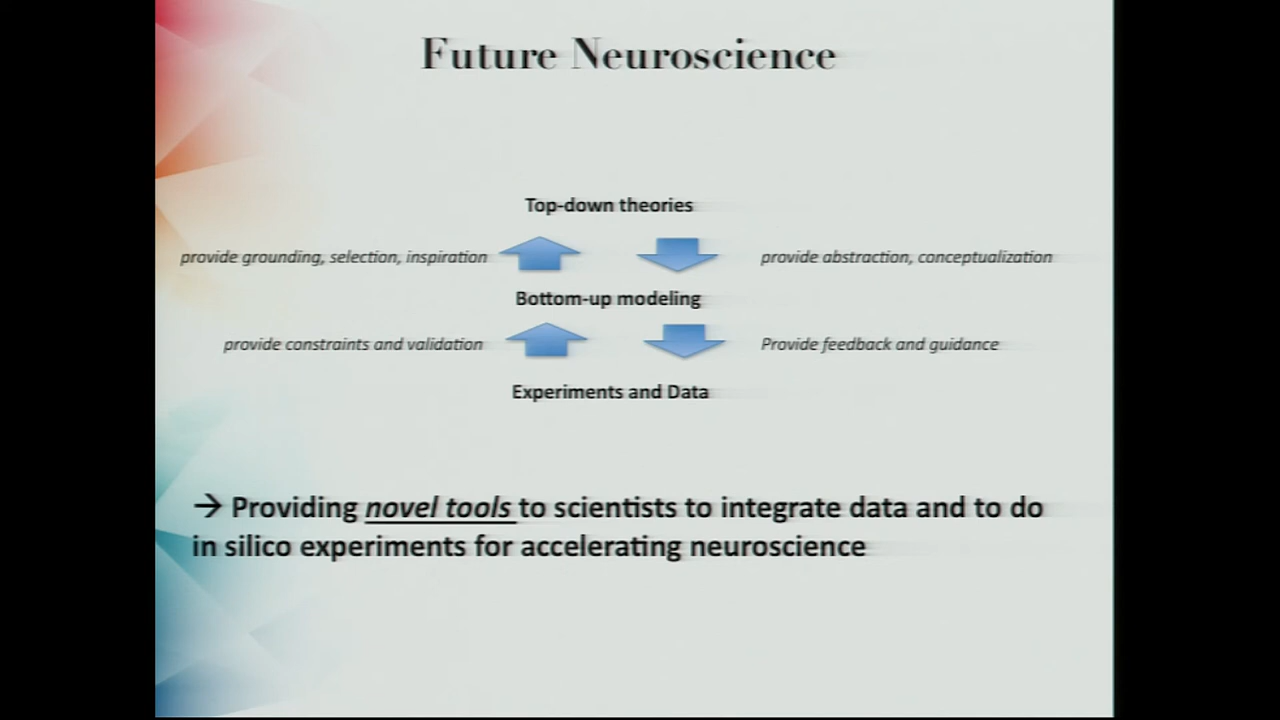 Future Neuroscience
Top-down theories
provide grounding, selection, inspiration
provide abstraction, conceptualization
Bottom-up modeling
provide constraints and validation
Provide feedback and guidance
Experiments and Data
→ Providing novel tools to scientists to integrate data and to do
in silico experiments for accelerating neuroscience